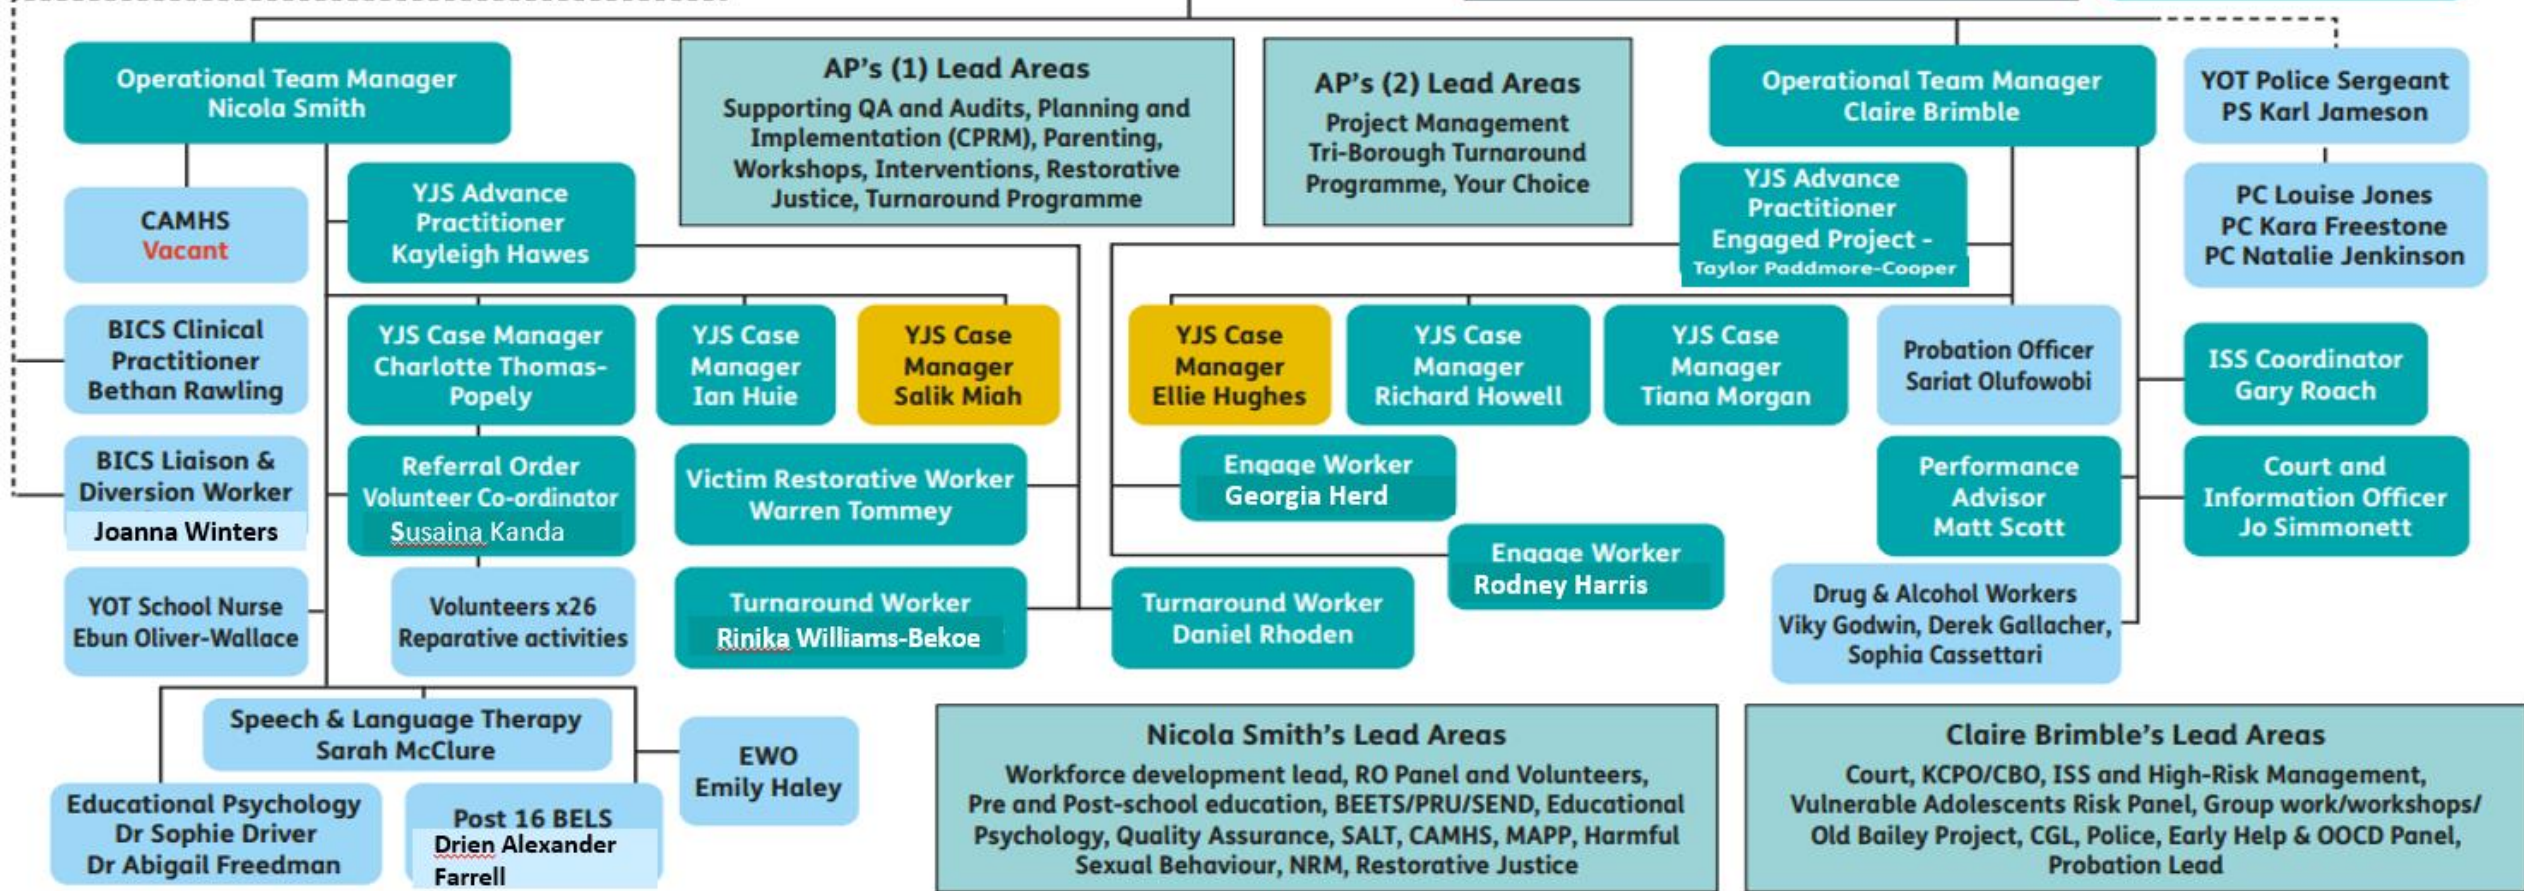 Operational Team Manager
Nicola Smith
AP's (1) Lead Areas
Supporting QA and Audits, Planning and
Implementation (CPRM), Parenting,
Workshops, Interventions, Restorative
Justice, Turnaround Programme
AP's (2) Lead Areas
Project Management
Tri-Borough Turnaround
Programme, Your Choice
Operational Team Manager
Claire Brimble
YOT Police Sergeant
PS Karl Jameson
CAMHS
Vacant
YJS Advance
Practitioner
Kayleigh Hawes
YJS Advance
Practitioner
Engaged Project -
Taylor Paddmore-Cooper
PC Louise Jones
PC Kara Freestone
PC Natalie Jenkinson
BICS Clinical
Practitioner
Bethan Rawling
YJS Case Manager
Charlotte Thomas-
Popely
YJS Case
Manager
Ian Huie
YJS Case
Manager
Salik Miah
YJS Case
Manager
Ellie Hughes
YJS Case
Manager
Richard Howell
YJS Case
Manager
Tiana Morgan
Probation Officer
Sariat Olufowobi
ISS Coordinator
Gary Roach
BICS Liaison &
Diversion Worker
Joanna Winters
Referral Order
Volunteer Co-ordinator
Susaina Kanda
Victim Restorative Worker
Warren Tommey
Engage Worker
Georgia Herd
Performance
Advisor
Matt Scott
Court and
Information Officer
Jo Simmonett
Engage Worker
Rodney Harris
YOT School Nurse
Ebun Oliver-Wallace
Volunteers x26
Reparative activities
Turnaround Worker
Rinika Williams-Bekoe
Turnaround Worker
Daniel Rhoden
Drug & Alcohol Workers
Viky Godwin, Derek Gallacher,
Sophia Cassettari
Speech & Language Therapy
Sarah McClure
EWO
Emily Haley
Educational Psychology
Dr Sophie Driver
Dr Abigail Freedman
Post 16 BELS
Drien Alexander
Farrell
Nicola Smith's Lead Areas
Workforce development lead, RO Panel and Volunteers,
Pre and Post-school education, BEETS/PRU/SEND, Educational
Psychology, Quality Assurance, SALT, CAMHS, MAPP, Harmful
Sexual Behaviour, NRM, Restorative Justice
Claire Brimble's Lead Areas
Court, KCPO/CBO, ISS and High-Risk Management,
Vulnerable Adolescents Risk Panel, Group work/workshops/
Old Bailey Project, CGL, Police, Early Help & OOCD Panel,
Probation Lead